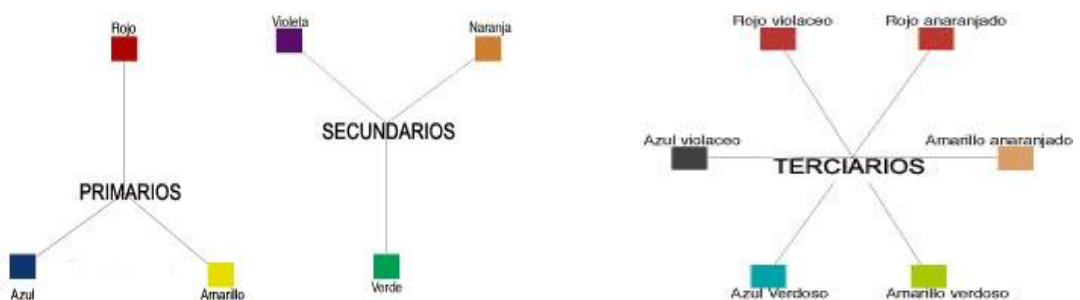 Rojo
PRIMARIOS
Azul
Amarillo
Violeta
Naranja
SECUNDARIOS
Verde
Rojo violaceo
Rojo anaranjado
Azul violaceo
Amarillo anaranjado
TERCIARIOS
Azul Verdoso
Amarillo verdoso